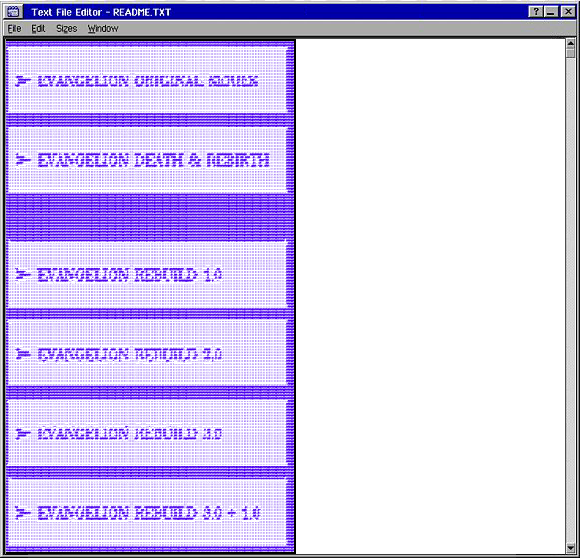 Text File Editor - README.TXT
File Edit Sizes Window
> EVANGELION ORIGINAL
> EVANGELION DEATH & REBIRTH
> EVANGELION REBUILD 1.0
> EVANGELION REBUILD 2.0
> EVANGELION REBUILD 3.0
> EVANGELION REBUILD 3.0 + 1.0